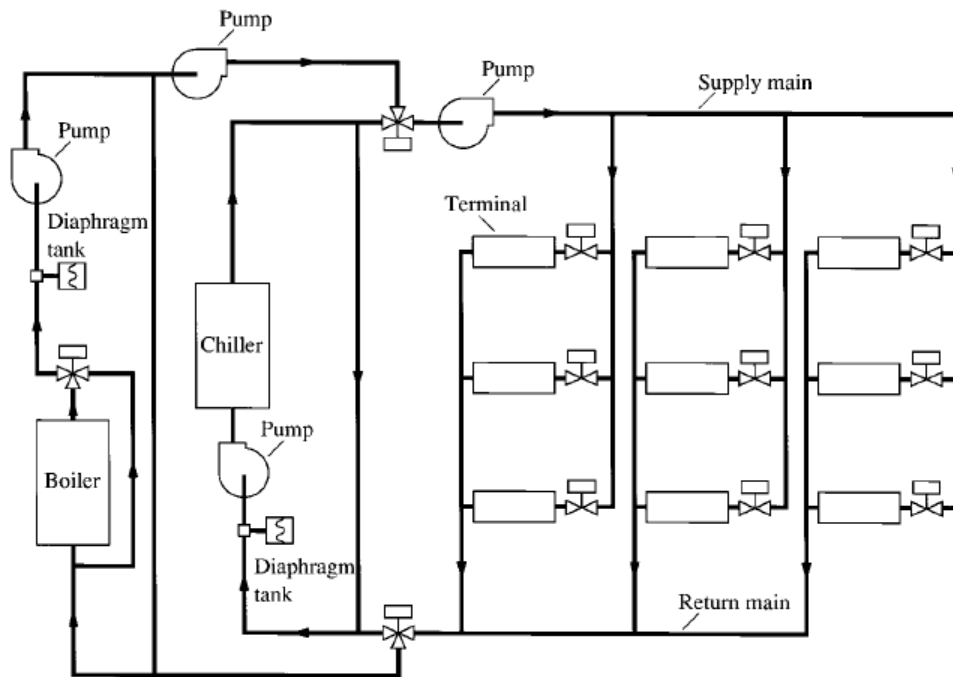 Pump
Pump
Supply main
Pump
Terminal
Diaphragm
tank
Chiller
Pump
Boiler
Diaphragm
tank
Return main